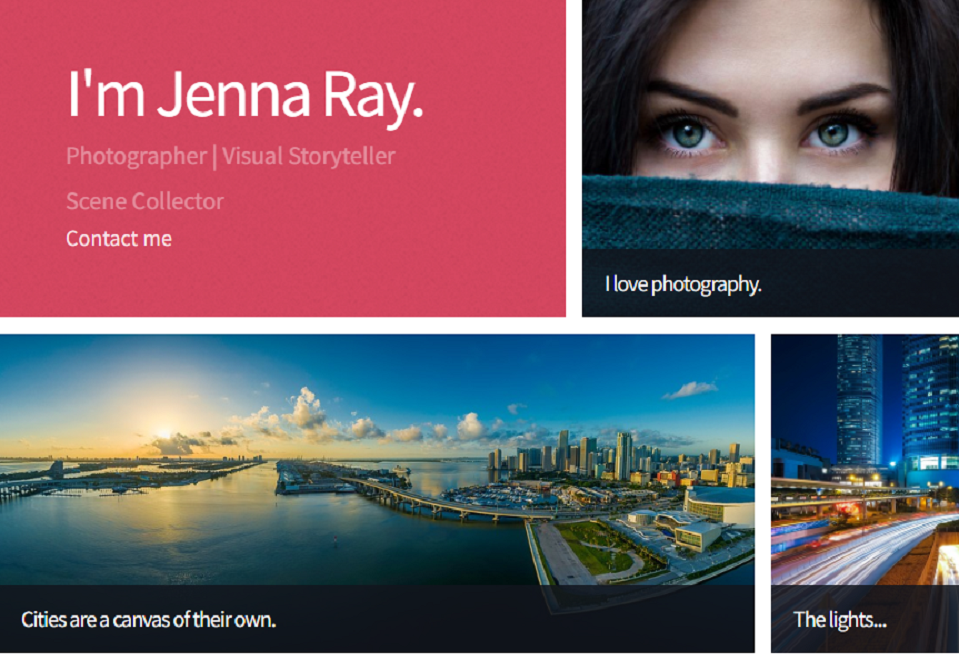 I'm Jenna Ray.
Photographer | Visual Storyteller
Scene Collector
Contact me
I love photography.
Cities are a canvas of their own.
The lights...